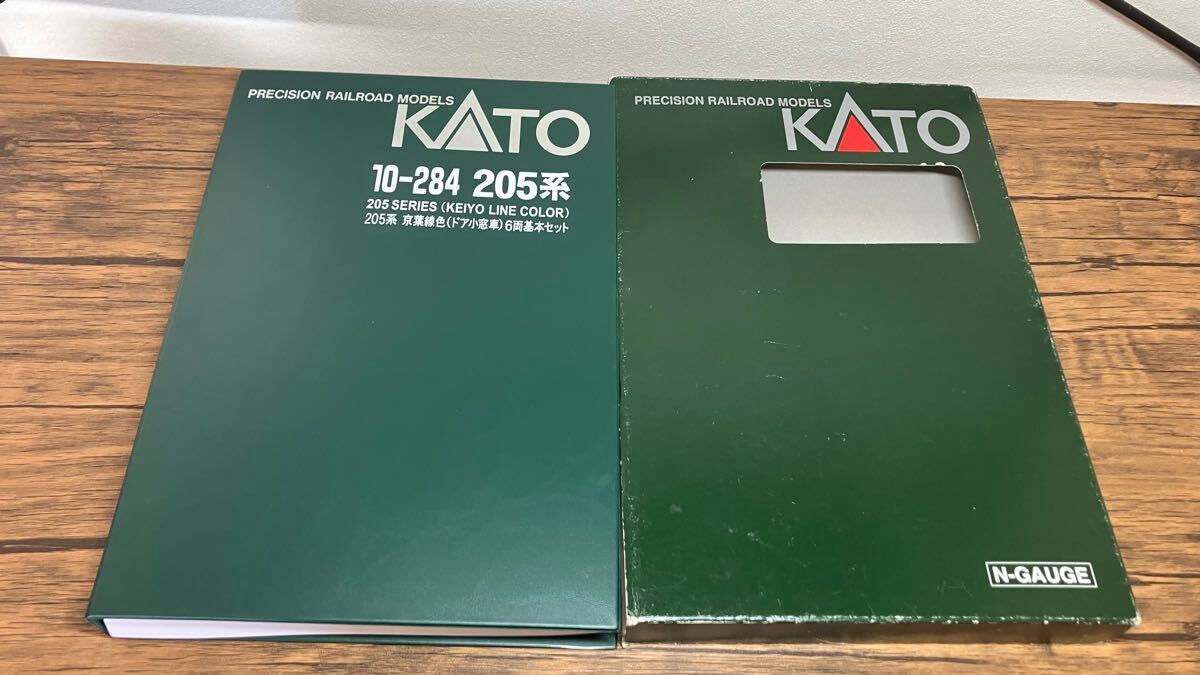 PRECISION RAILROAD MODELS
KATO
10-284 205系
205 SERIES (KEIYO LINE COLOR)
205系 京葉線色(ドア小窓車)6両基本セット
PRECISION RAILROAD MODELS
KATO
N-GAUGE